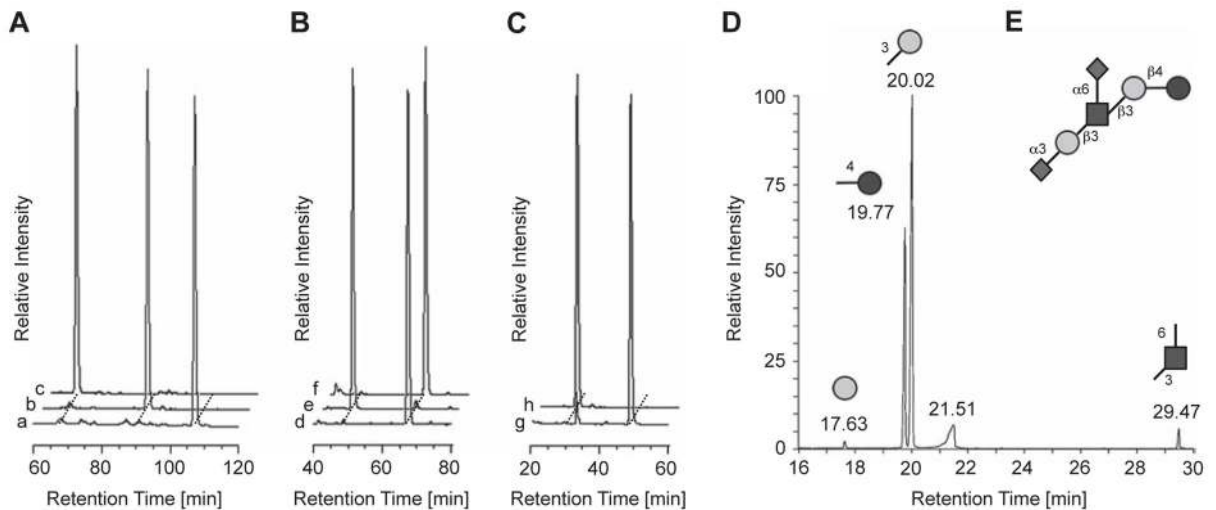 A
Relative Intensity
c
b
a
60 80 100 120
Retention Time [min]
B
Relative Intensity
f
e
d
40 60 80
Retention Time [min]
C
Relative Intensity
h
g
20 40 60
Retention Time [min]
D
3
20.02
4
19.77
17.63
21.51
6
3
29.47
Relative Intensity
100
75
50
25
0
16 18 20 22 24 26 28 30
Retention Time [min]
E
α6
β4
β3
β3
α3